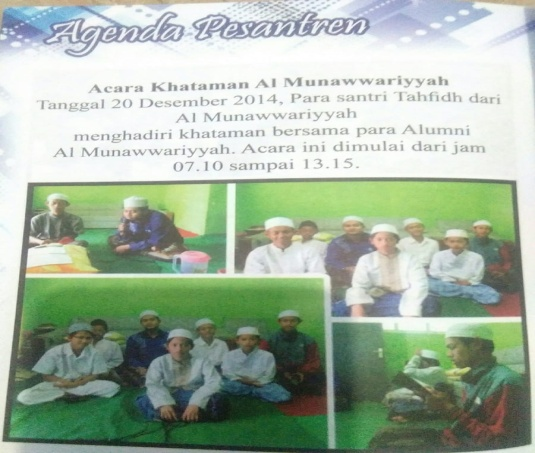 Agenda Pesantren
Acara Khataman Al Munawwariyyah
Tanggal 20 Desember 2014, Para santri Tahfidh dari
Al Munawwariyyah
menghadiri khataman bersama para Alumni
Al Munawwariyyah. Acara ini dimulai dari jam
07.10 sampai 13.15.